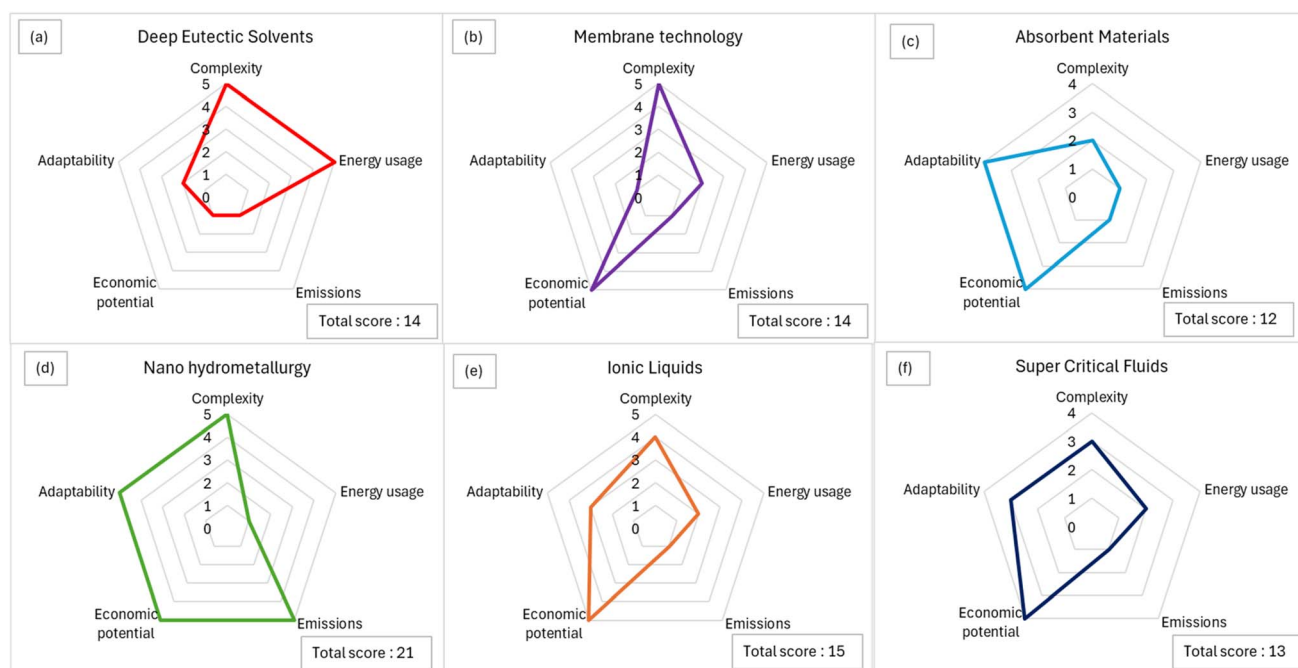 (a)
Deep Eutectic Solvents
Complexity
5
4
3
2
1
0
Adaptability
Energy usage
Economic
potential
Emissions
Total score : 14
(b)
Membrane technology
Complexity
5
4
3
2
1
0
Adaptability
Energy usage
Economic
potential
Emissions
Total score : 14
(c)
Absorbent Materials
Complexity
4
3
2
1
0
Adaptability
Energy usage
Economic
potential
Emissions
Total score : 12
(d)
Nano hydrometallurgy
Complexity
5
4
3
2
1
0
Adaptability
Energy usage
Economic
potential
Emissions
Total score : 21
(e)
Ionic Liquids
Complexity
5
4
3
2
1
0
Adaptability
Energy usage
Economic
potential
Emissions
Total score : 15
(f)
Super Critical Fluids
Complexity
4
3
2
1
0
Adaptability
Energy usage
Economic
potential
Emissions
Total score : 13